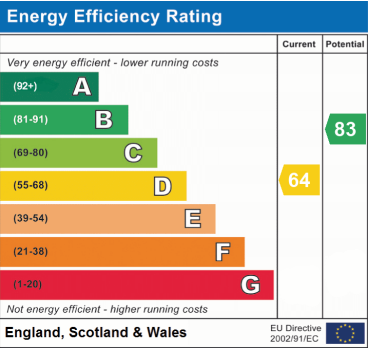 Energy Efficiency Rating
Current Potential
Very energy efficient - lower running costs
(92+) A
(81-91) B
(69-80) C
(55-68) D
(39-54) E
(21-38) F
(1-20) G
83
64
Not energy efficient - higher running costs
England, Scotland & Wales
EU Directive
2002/91/EC